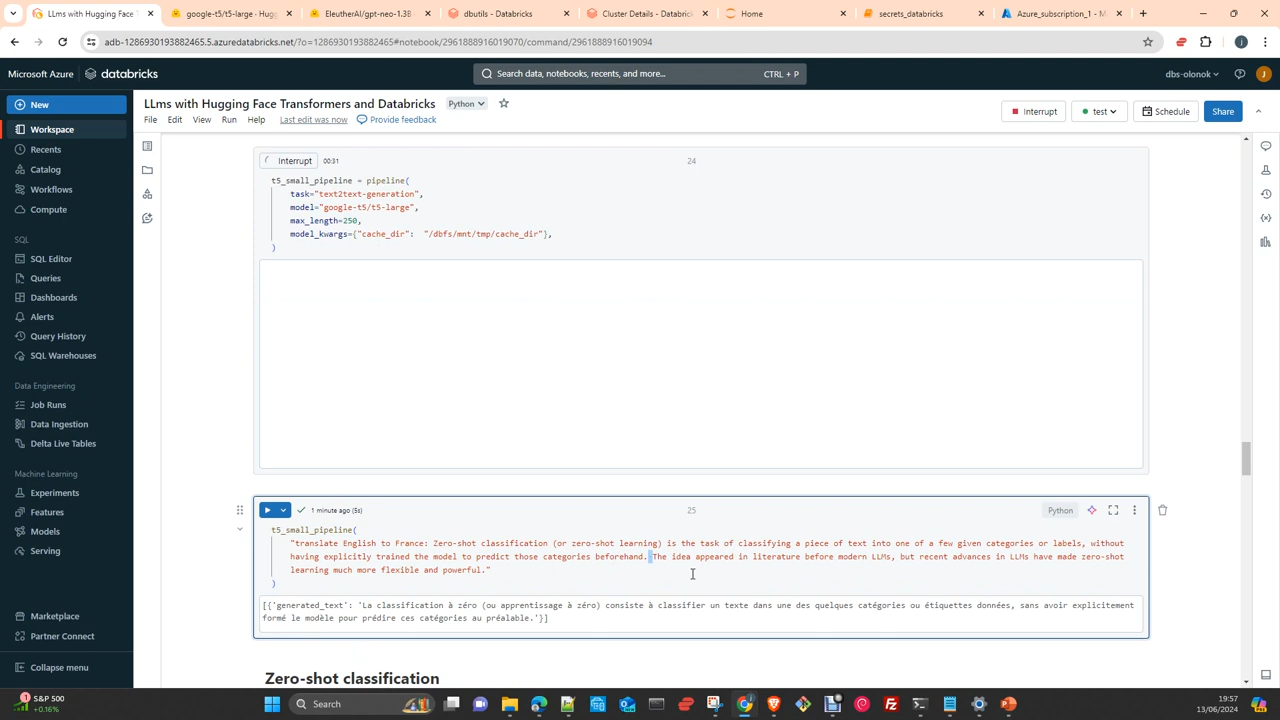 LLms with Hugging Face Tran
google-t5/t5-large · Hugg
EleutherAI/gpt-neo-1.3B
dbutils - Databricks
Cluster Details - Databrick
Home
secrets_databricks
Azure_subscription_1 - M
adb-1286930193882465.5.azuredatabricks.net/?o=1286930193882465#notebook/2961888916019070/command/2961888916019094
Microsoft Azure
databricks
Search data, notebooks, recents, and more...
CTRL + P
dbs-olonok
J
New
Workspace
Recents
Catalog
Workflows
Compute
SQL
SQL Editor
Queries
Dashboards
Alerts
Query History
SQL Warehouses
Data Engineering
Job Runs
Data Ingestion
Delta Live Tables
Machine Learning
Experiments
Features
Models
Serving
Marketplace
Partner Connect
Collapse menu
LLms with Hugging Face Transformers and Databricks
Python
File Edit View Run Help Last edit was now Provide feedback
Interrupt
test
Schedule
Share
Interrupt 00:31
24
t5_small_pipeline = pipeline(
task="text2text-generation",
model="google-t5/t5-large",
max_length=250,
model_kwargs={"cache_dir": "/dbfs/mnt/tmp/cache_dir"},
)
1 minute ago (5s)
25
Python
t5_small_pipeline(
"translate English to France: Zero-shot classification (or zero-shot learning) is the task of classifying a piece of text into one of a few given categories or labels, without
having explicitly trained the model to predict those categories beforehand. The idea appeared in literature before modern LLMs, but recent advances in LLMs have made zero-shot
learning much more flexible and powerful."
)
[{'generated_text': 'La classification à zéro (ou apprentissage à zéro) consiste à classifier un texte dans une des quelques catégories ou étiquettes données, sans avoir explicitement
formé le modèle pour prédire ces catégories au préalable.'}]
Zero-shot classification
S&P 500
+0.16%
Search
19:57
13/06/2024